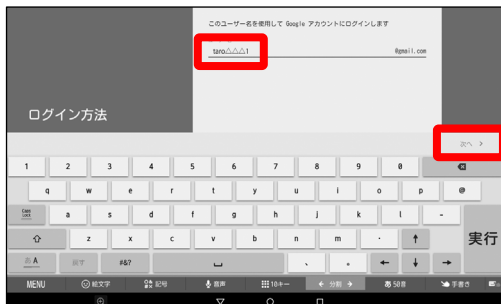 このユーザー名を使用して Google アカウントにログインします
taro△△△1
@gmail.com
ログイン方法
次へ >
1 2 3 4 5 6 7 8 9 0
q w e r t y u i o p @
Caps Lock a s d f g h j k l -
z x c v b n m ・ ↑ 実行
あ A 戻す #&? 、 。 ← ↓ →
MENU 絵文字 記号 音声 10キー ← 分割 → 50音 手書き